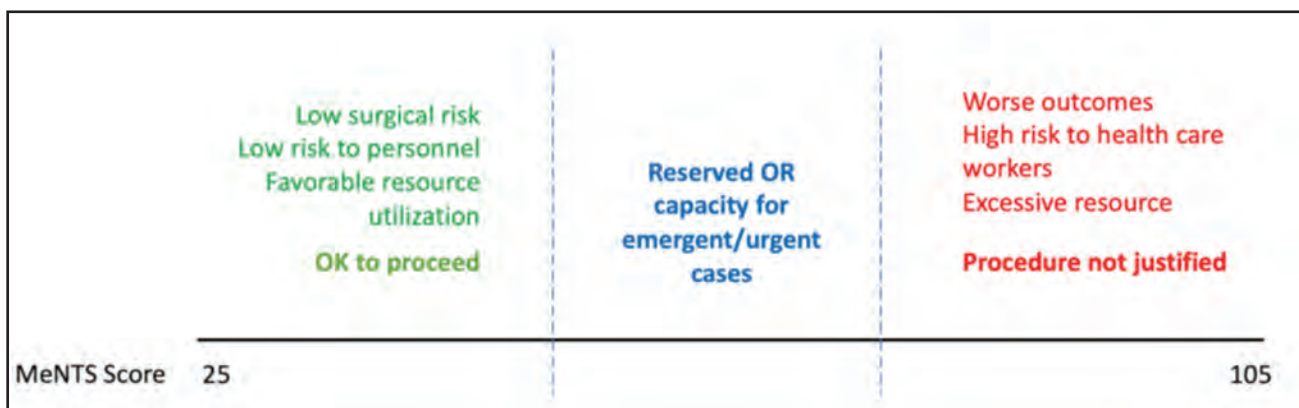 Low surgical risk
Low risk to personnel
Favorable resource
utilization
OK to proceed
Reserved OR
capacity for
emergent/urgent
cases
Worse outcomes
High risk to health care
workers
Excessive resource
Procedure not justified
MeNTS Score 25 105